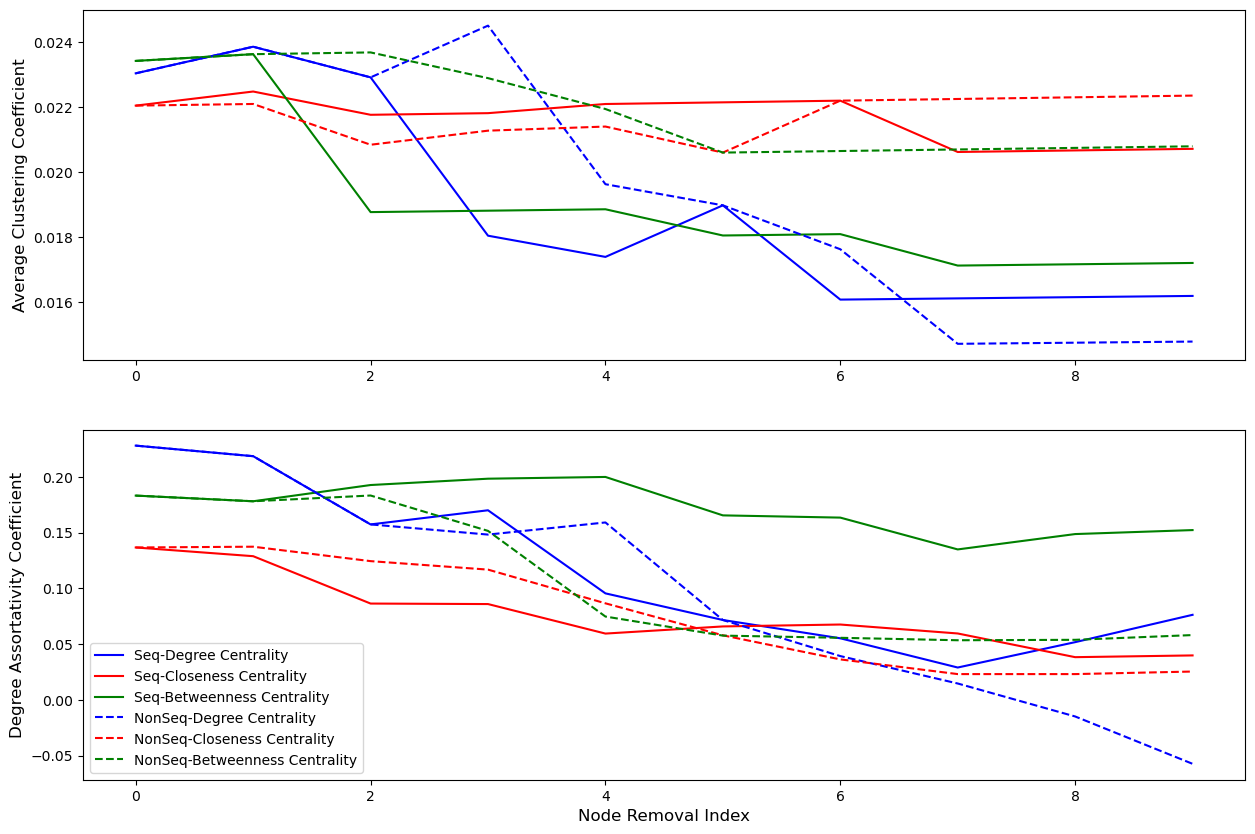 Average Clustering Coefficient
0.024
0.022
0.020
0.018
0.016
0 2 4 6 8
Degree Assortativity Coefficient
0.20
0.15
0.10
0.05
0.00
−0.05
Seq-Degree Centrality
Seq-Closeness Centrality
Seq-Betweenness Centrality
NonSeq-Degree Centrality
NonSeq-Closeness Centrality
NonSeq-Betweenness Centrality
0 2 4 6 8
Node Removal Index